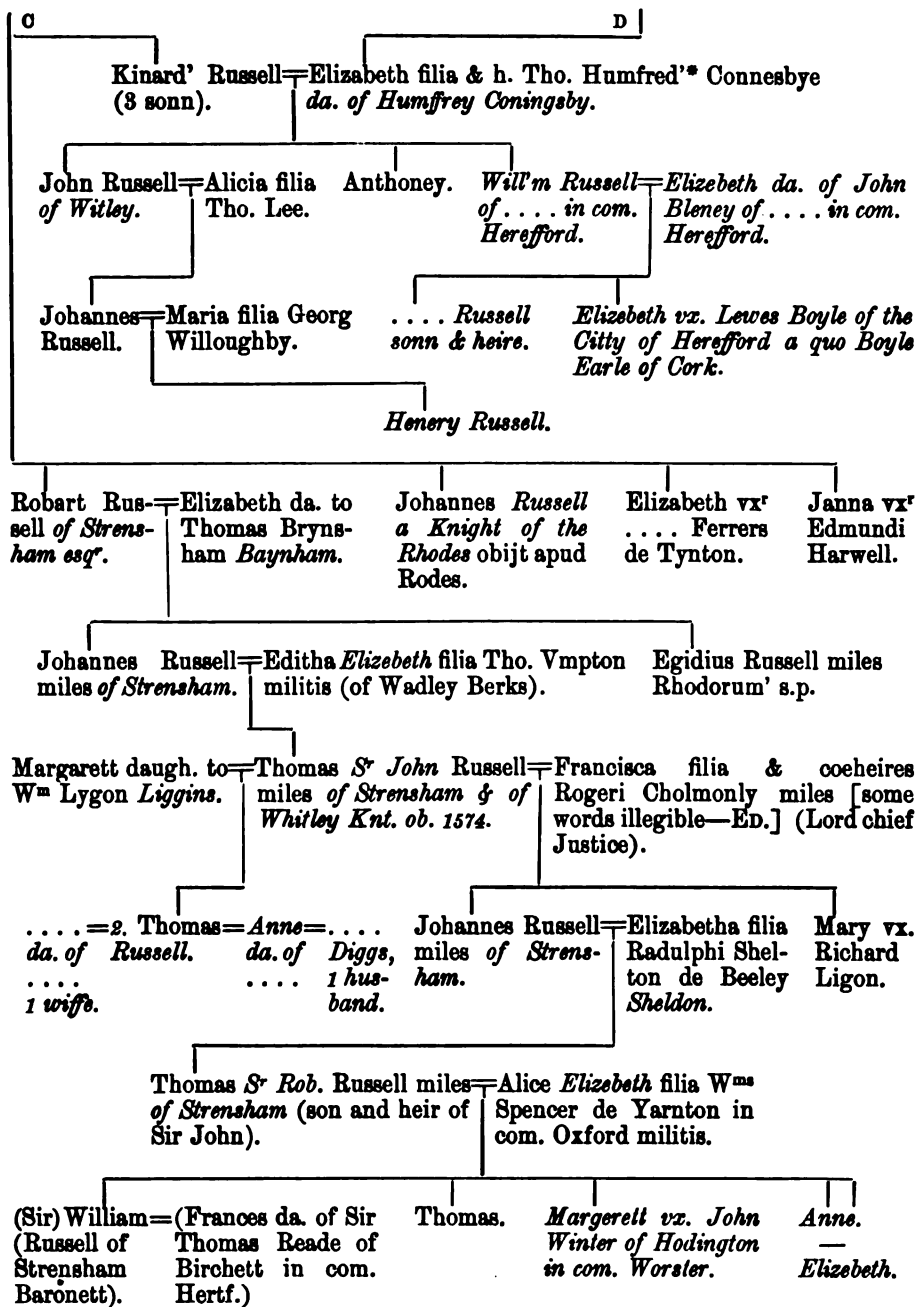 C D
Kinard' Russell=Elizabeth filia & h. Tho. Humfred'* Connesbye
(3 sonn). da. of Humffrey Coningsby.
John Russell=Alicia filia Anthoney. Will'm Russell=Elizebeth da. of John
of Witley. Tho. Lee. of . . . . in com. Bleney of . . . . in com.
Herefford. Herefford.
Johannes=Maria filia Georg . . . . Russell Elizebeth vx. Lewes Boyle of the
Russell. Willoughby. sonn & heire. Citty of Herefford a quo Boyle
Earle of Cork.
Henery Russell.
Robart Rus-=Elizabeth da. to Johannes Russell Elizabeth vxr Janna vxr
sell of Strens- Thomas Bryns- a Knight of the . . . . Ferrers Edmundi
ham esqr. ham Baynham. Rhodes obijt apud de Tynton. Harwell.
Rodes.
Johannes Russell=Editha Elizebeth filia Tho. Vmpton Egidius Russell miles
miles of Strensham. militis (of Wadley Berks). Rhodorum' s.p.
Margarett daugh. to=Thomas Sr John Russell=Francisca filia & coeheires
Wm Lygon Liggins. miles of Strensham & of Rogeri Cholmonly miles [some
Whitley Knt. ob. 1574. words illegible—ED.] (Lord chief
Justice).
. . . . =2. Thomas=Anne= . . . . Johannes Russell=Elizabetha filia Mary vx.
da. of Russell. da. of Diggs, miles of Strens- Radulphi Shel- Richard
. . . . . . . . 1 hus- ham. ton de Beeley Ligon.
1 wiffe. band. Sheldon.
Thomas Sr Rob. Russell miles=Alice Elizebeth filia Wms
of Strensham (son and heir of Spencer de Yarnton in
Sir John). com. Oxford militis.
(Sir) William=(Frances da. of Sir Thomas. Margerett vx. John Anne.
(Russell of Thomas Reade of Winter of Hodington —
Strensham Birchett in com. in com. Worster. Elizebeth.
Baronett). Hertf.)